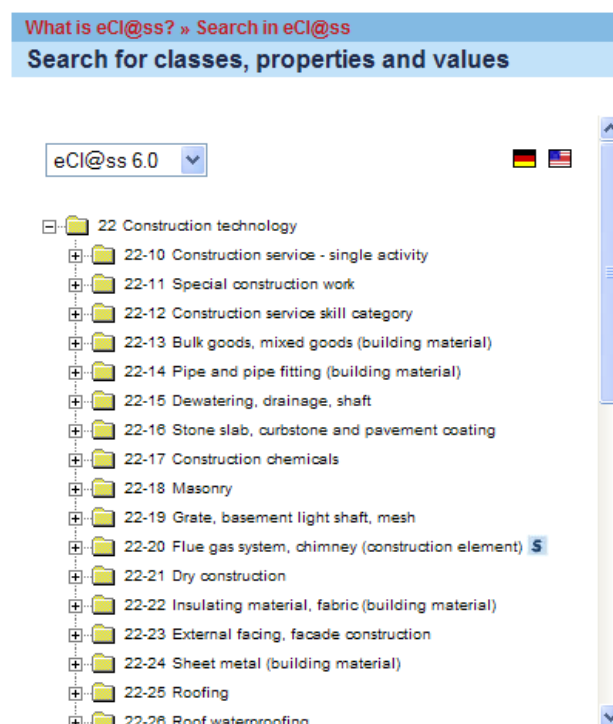 What is eCl@ss? » Search in eCl@ss
Search for classes, properties and values
eCl@ss 6.0
22 Construction technology
22-10 Construction service - single activity
22-11 Special construction work
22-12 Construction service skill category
22-13 Bulk goods, mixed goods (building material)
22-14 Pipe and pipe fitting (building material)
22-15 Dewatering, drainage, shaft
22-16 Stone slab, curbstone and pavement coating
22-17 Construction chemicals
22-18 Masonry
22-19 Grate, basement light shaft, mesh
22-20 Flue gas system, chimney (construction element) S
22-21 Dry construction
22-22 Insulating material, fabric (building material)
22-23 External facing, facade construction
22-24 Sheet metal (building material)
22-25 Roofing
22-26 Roof waterproofing